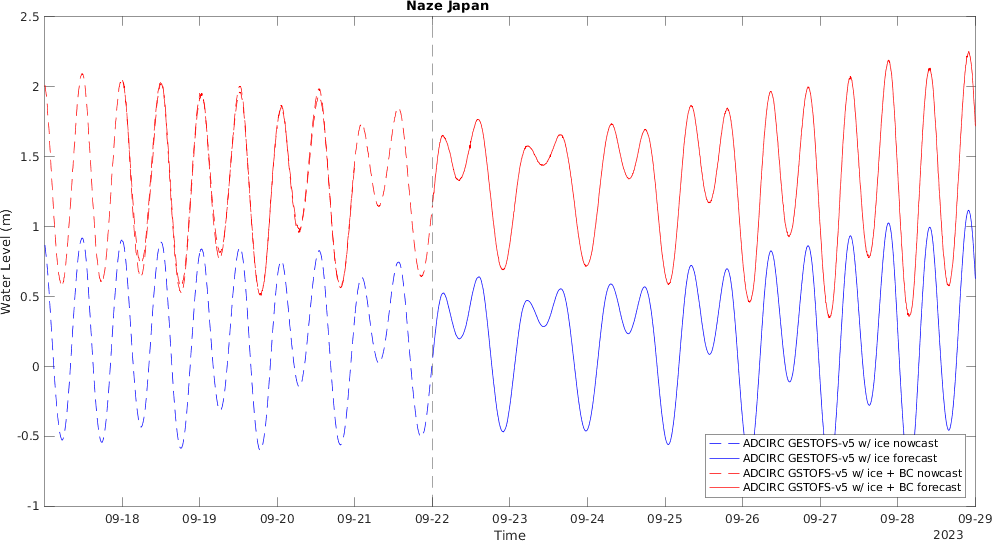 Naze Japan
2.5
2
1.5
1
0.5
0
-0.5
-1
Water Level (m)
ADCIRC GESTOFS-v5 w/ ice nowcast
ADCIRC GESTOFS-v5 w/ ice forecast
ADCIRC GSTOFS-v5 w/ ice + BC nowcast
ADCIRC GSTOFS-v5 w/ ice + BC forecast
09-18 09-19 09-20 09-21 09-22 09-23 09-24 09-25 09-26 09-27 09-28 09-29
Time
2023